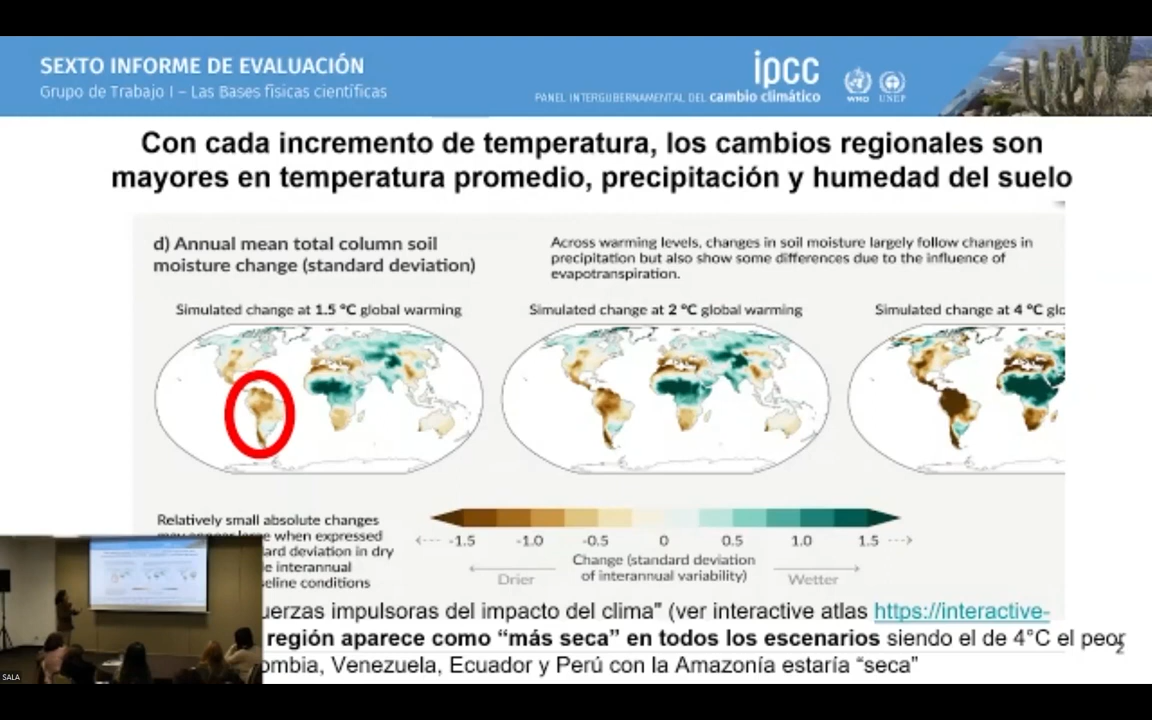 SEXTO INFORME DE EVALUACIÓN
Grupo de Trabajo I – Las Bases físicas científicas
ipcc
PANEL INTERGUBERNAMENTAL DEL cambio climático
WMO
UNEP
Con cada incremento de temperatura, los cambios regionales son
mayores en temperatura promedio, precipitación y humedad del suelo
d) Annual mean total column soil
moisture change (standard deviation)
Across warming levels, changes in soil moisture largely follow changes in
precipitation but also show some differences due to the influence of
evapotranspiration.
Simulated change at 1.5 °C global warming
Simulated change at 2 °C global warming
Simulated change at 4 °C glo
Relatively small absolute changes
when expressed
ard deviation in dry
e interannual
eline conditions
-1.5 -1.0 -0.5 0 0.5 1.0 1.5
Change (standard deviation
of interannual variability)
Drier
Wetter
uerzas impulsoras del impacto del clima" (ver interactive atlas https://interactive-
región aparece como “más seca” en todos los escenarios siendo el de 4°C el peor
2
ombia, Venezuela, Ecuador y Perú con la Amazonía estaría “seca”
SALA